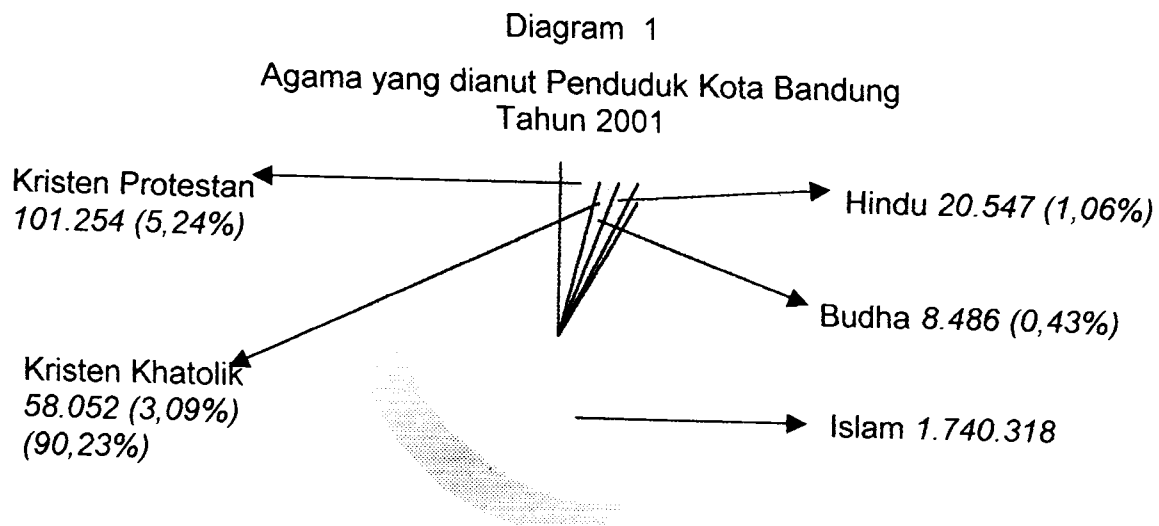 Diagram 1
Agama yang dianut Penduduk Kota Bandung
Tahun 2001
Kristen Protestan
101.254 (5,24%)
Hindu 20.547 (1,06%)
Budha 8.486 (0,43%)
Kristen Khatolik
58.052 (3,09%)
(90,23%)
Islam 1.740.318